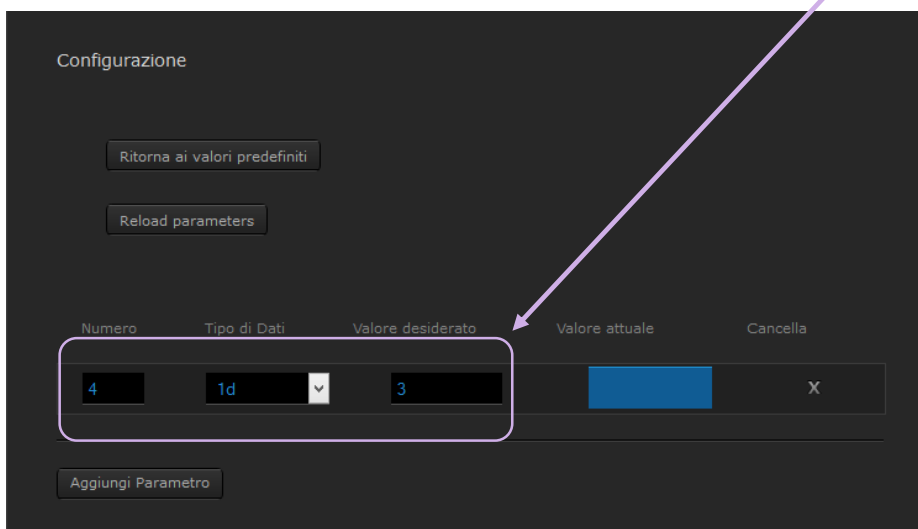 Configurazione
Ritorna ai valori predefiniti
Reload parameters
Numero Tipo di Dati Valore desiderato Valore attuale Cancella
4 1d 3 X
Aggiungi Parametro